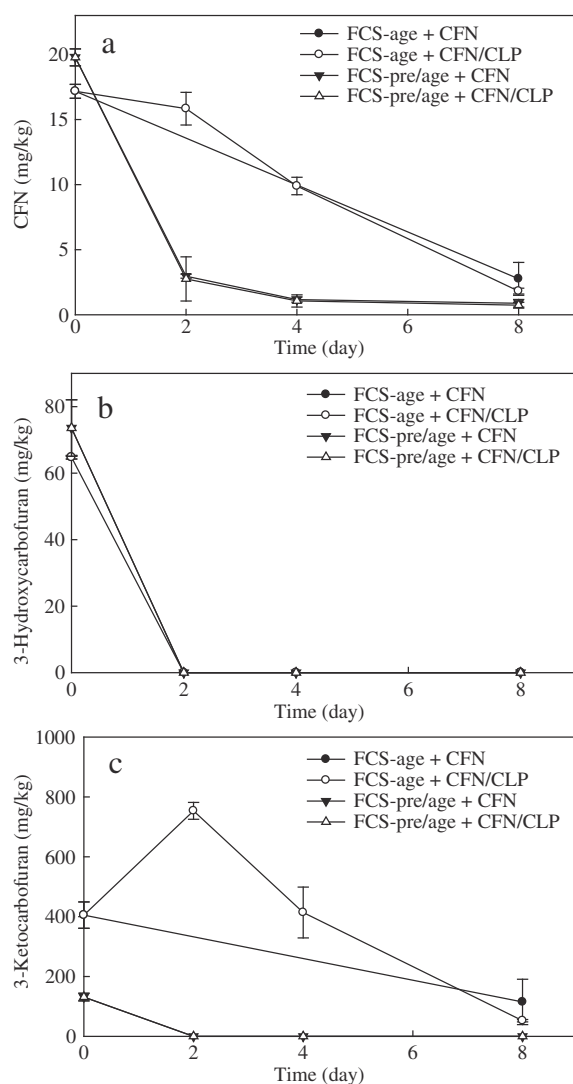 a
FCS-age + CFN
FCS-age + CFN/CLP
FCS-pre/age + CFN
FCS-pre/age + CFN/CLP
CFN (mg/kg)
20
15
10
5
0
0 2 4 6 8
Time (day)
b
FCS-age + CFN
FCS-age + CFN/CLP
FCS-pre/age + CFN
FCS-pre/age + CFN/CLP
3-Hydroxycarbofuran (mg/kg)
80
60
40
20
0
0 2 4 6 8
Time (day)
c
FCS-age + CFN
FCS-age + CFN/CLP
FCS-pre/age + CFN
FCS-pre/age + CFN/CLP
3-Ketocarbofuran (mg/kg)
1000
800
600
400
200
0
0 2 4 6 8
Time (day)